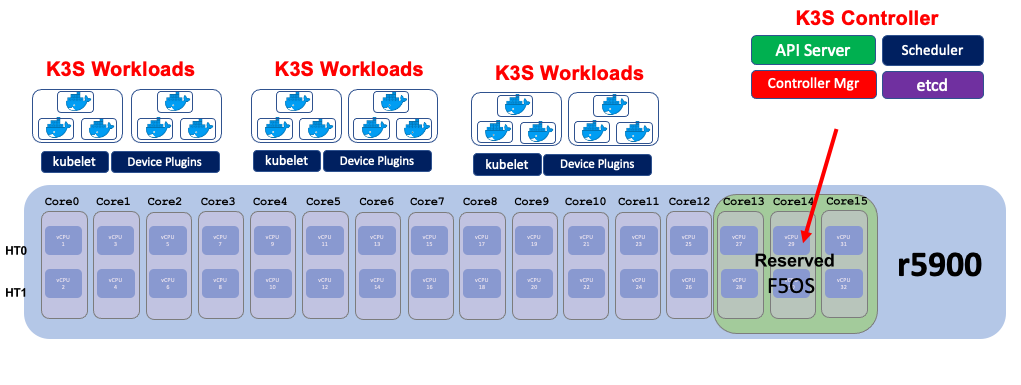 K3S Controller
API Server
Scheduler
Controller Mgr
etcd
K3S Workloads
K3S Workloads
K3S Workloads
kubelet
Device Plugins
kubelet
Device Plugins
kubelet
Device Plugins
Core0
Core1
Core2
Core3
Core4
Core5
Core6
Core7
Core8
Core9
Core10
Core11
Core12
Core13
Core14
Core15
HT0
vCPU
1
vCPU
3
vCPU
5
vCPU
7
vCPU
9
vCPU
11
vCPU
13
vCPU
15
vCPU
17
vCPU
19
vCPU
21
vCPU
23
vCPU
25
vCPU
27
vCPU
29
vCPU
31
Reserved
F5OS
r5900
HT1
vCPU
2
vCPU
4
vCPU
6
vCPU
8
vCPU
10
vCPU
12
vCPU
14
vCPU
16
vCPU
18
vCPU
20
vCPU
22
vCPU
24
vCPU
26
vCPU
28
vCPU
32